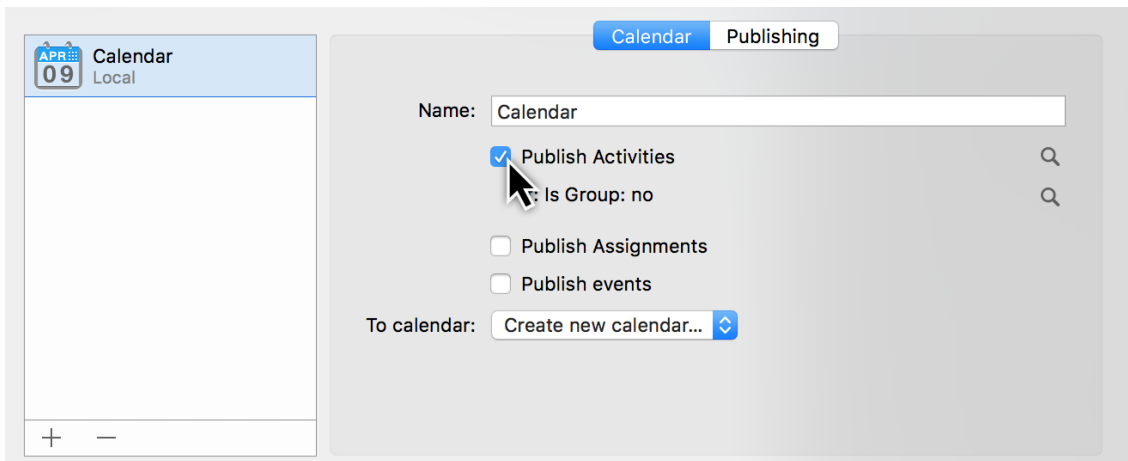 Calendar Publishing
APR
09
Calendar
Local
Name: Calendar
Publish Activities
: Is Group: no
Publish Assignments
Publish events
To calendar: Create new calendar...